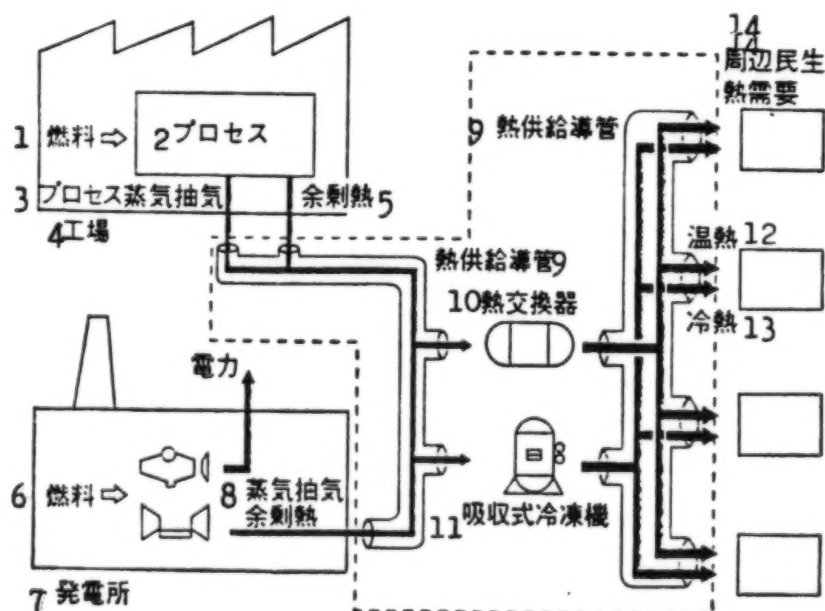 14
14
周辺民生
熱需要
1 燃料⇨
2プロセス
9 熱供給導管
3 プロセス蒸気抽気
余剰熱 5
4工場
温熱 12
熱供給導管9
10熱交換器
冷熱 13
電力
6 燃料⇨
8 蒸気抽気
余剰熱
11 吸収式冷凍機
7 発電所